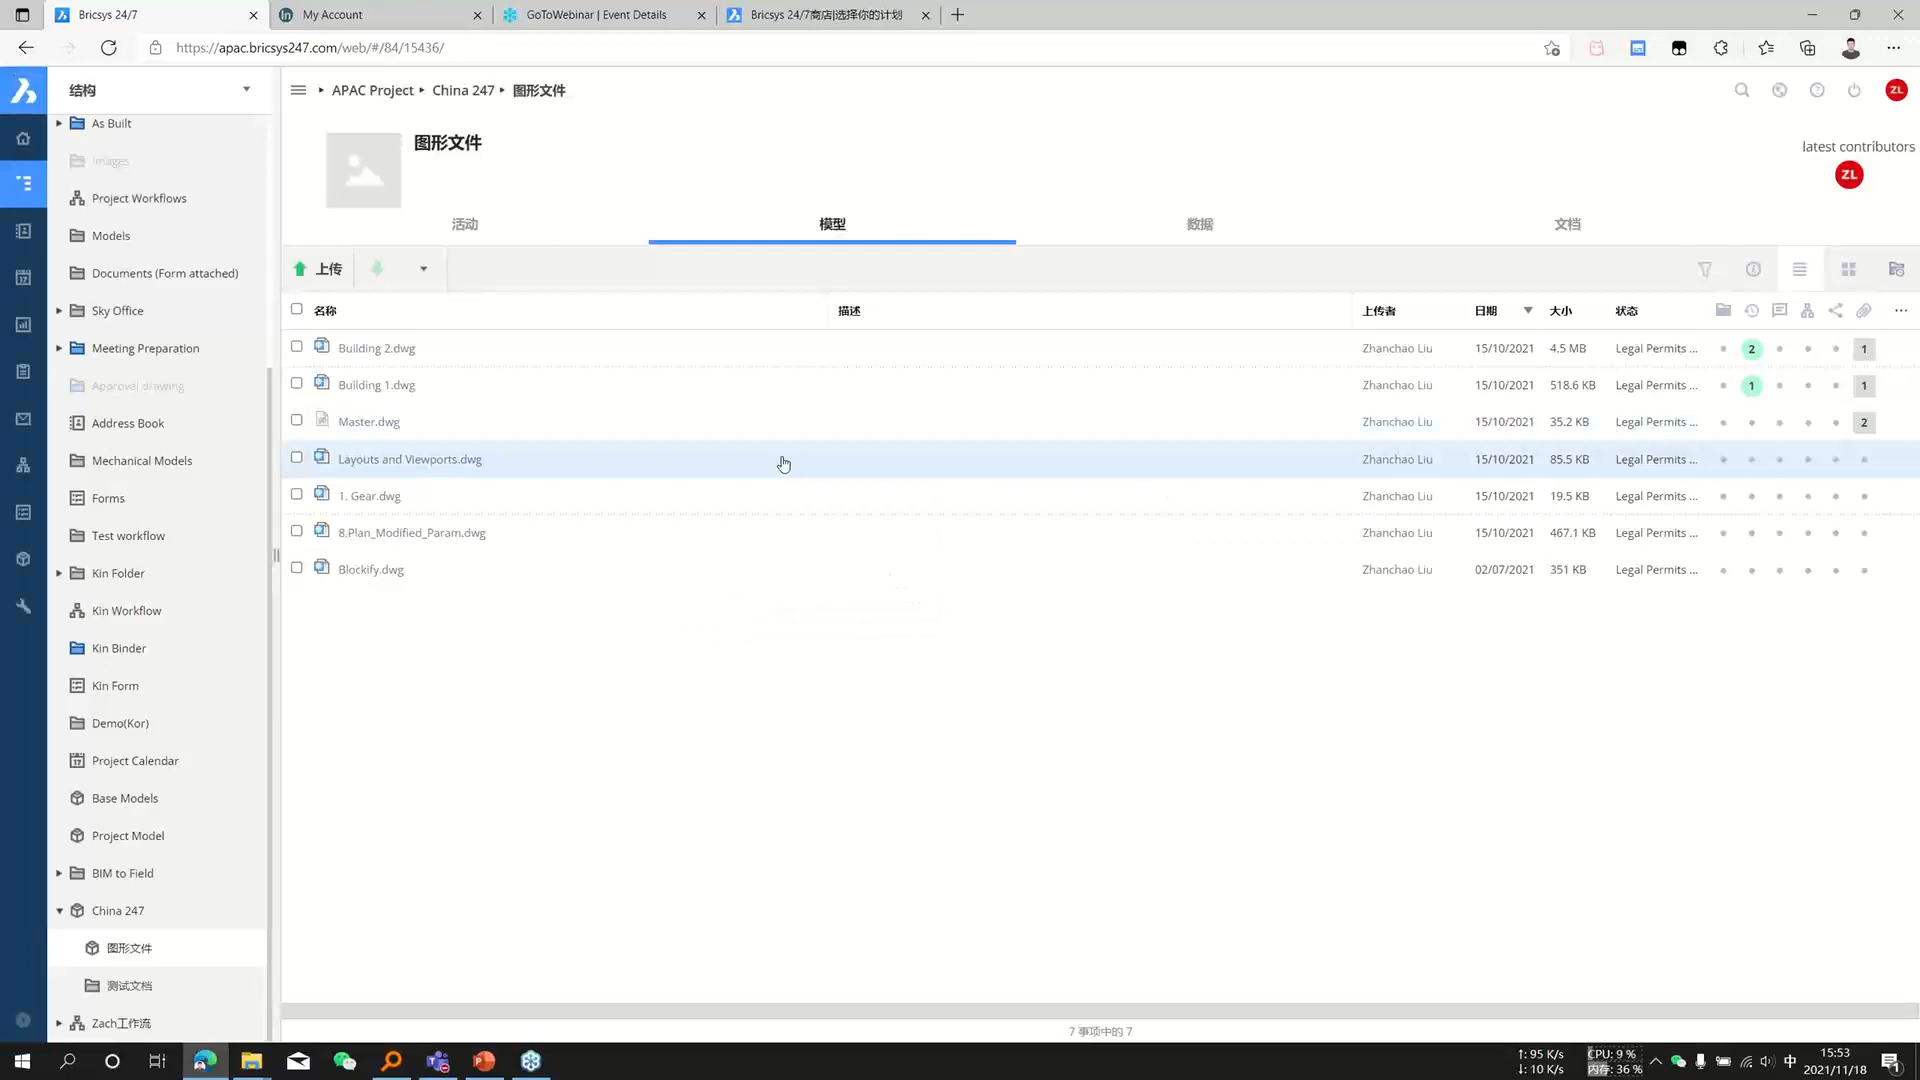 Bricsys 24/7
My Account
GoToWebinar | Event Details
Bricsys 24/7商店|选择你的计划
https://apac.bricsys247.com/web/#/84/15436/
结构
As Built
Images
Project Workflows
Models
Documents (Form attached)
Sky Office
Meeting Preparation
Approval drawing
Address Book
Mechanical Models
Forms
Test workflow
Kin Folder
Kin Workflow
Kin Binder
Kin Form
Demo(Kor)
Project Calendar
Base Models
Project Model
BIM to Field
China 247
图形文件
测试文档
Zach工作流
APAC Project China 247 图形文件
ZL
图形文件
latest contributors
ZL
活动 模型 数据 文档
上传
名称 描述 上传者 日期 大小 状态
Building 2.dwg Zhanchao Liu 15/10/2021 4.5 MB Legal Permits ... 2 1
Building 1.dwg Zhanchao Liu 15/10/2021 518.6 KB Legal Permits ... 1 1
Master.dwg Zhanchao Liu 15/10/2021 35.2 KB Legal Permits ... 2
Layouts and Viewports.dwg Zhanchao Liu 15/10/2021 85.5 KB Legal Permits ...
1. Gear.dwg Zhanchao Liu 15/10/2021 19.5 KB Legal Permits ...
8.Plan_Modified_Param.dwg Zhanchao Liu 15/10/2021 467.1 KB Legal Permits ...
Blockify.dwg Zhanchao Liu 02/07/2021 351 KB Legal Permits ...
7 事项中的 7
↑: 95 K/s
↓: 10 K/s
CPU: 9 %
内存: 36 %
中
15:53
2021/11/18
1